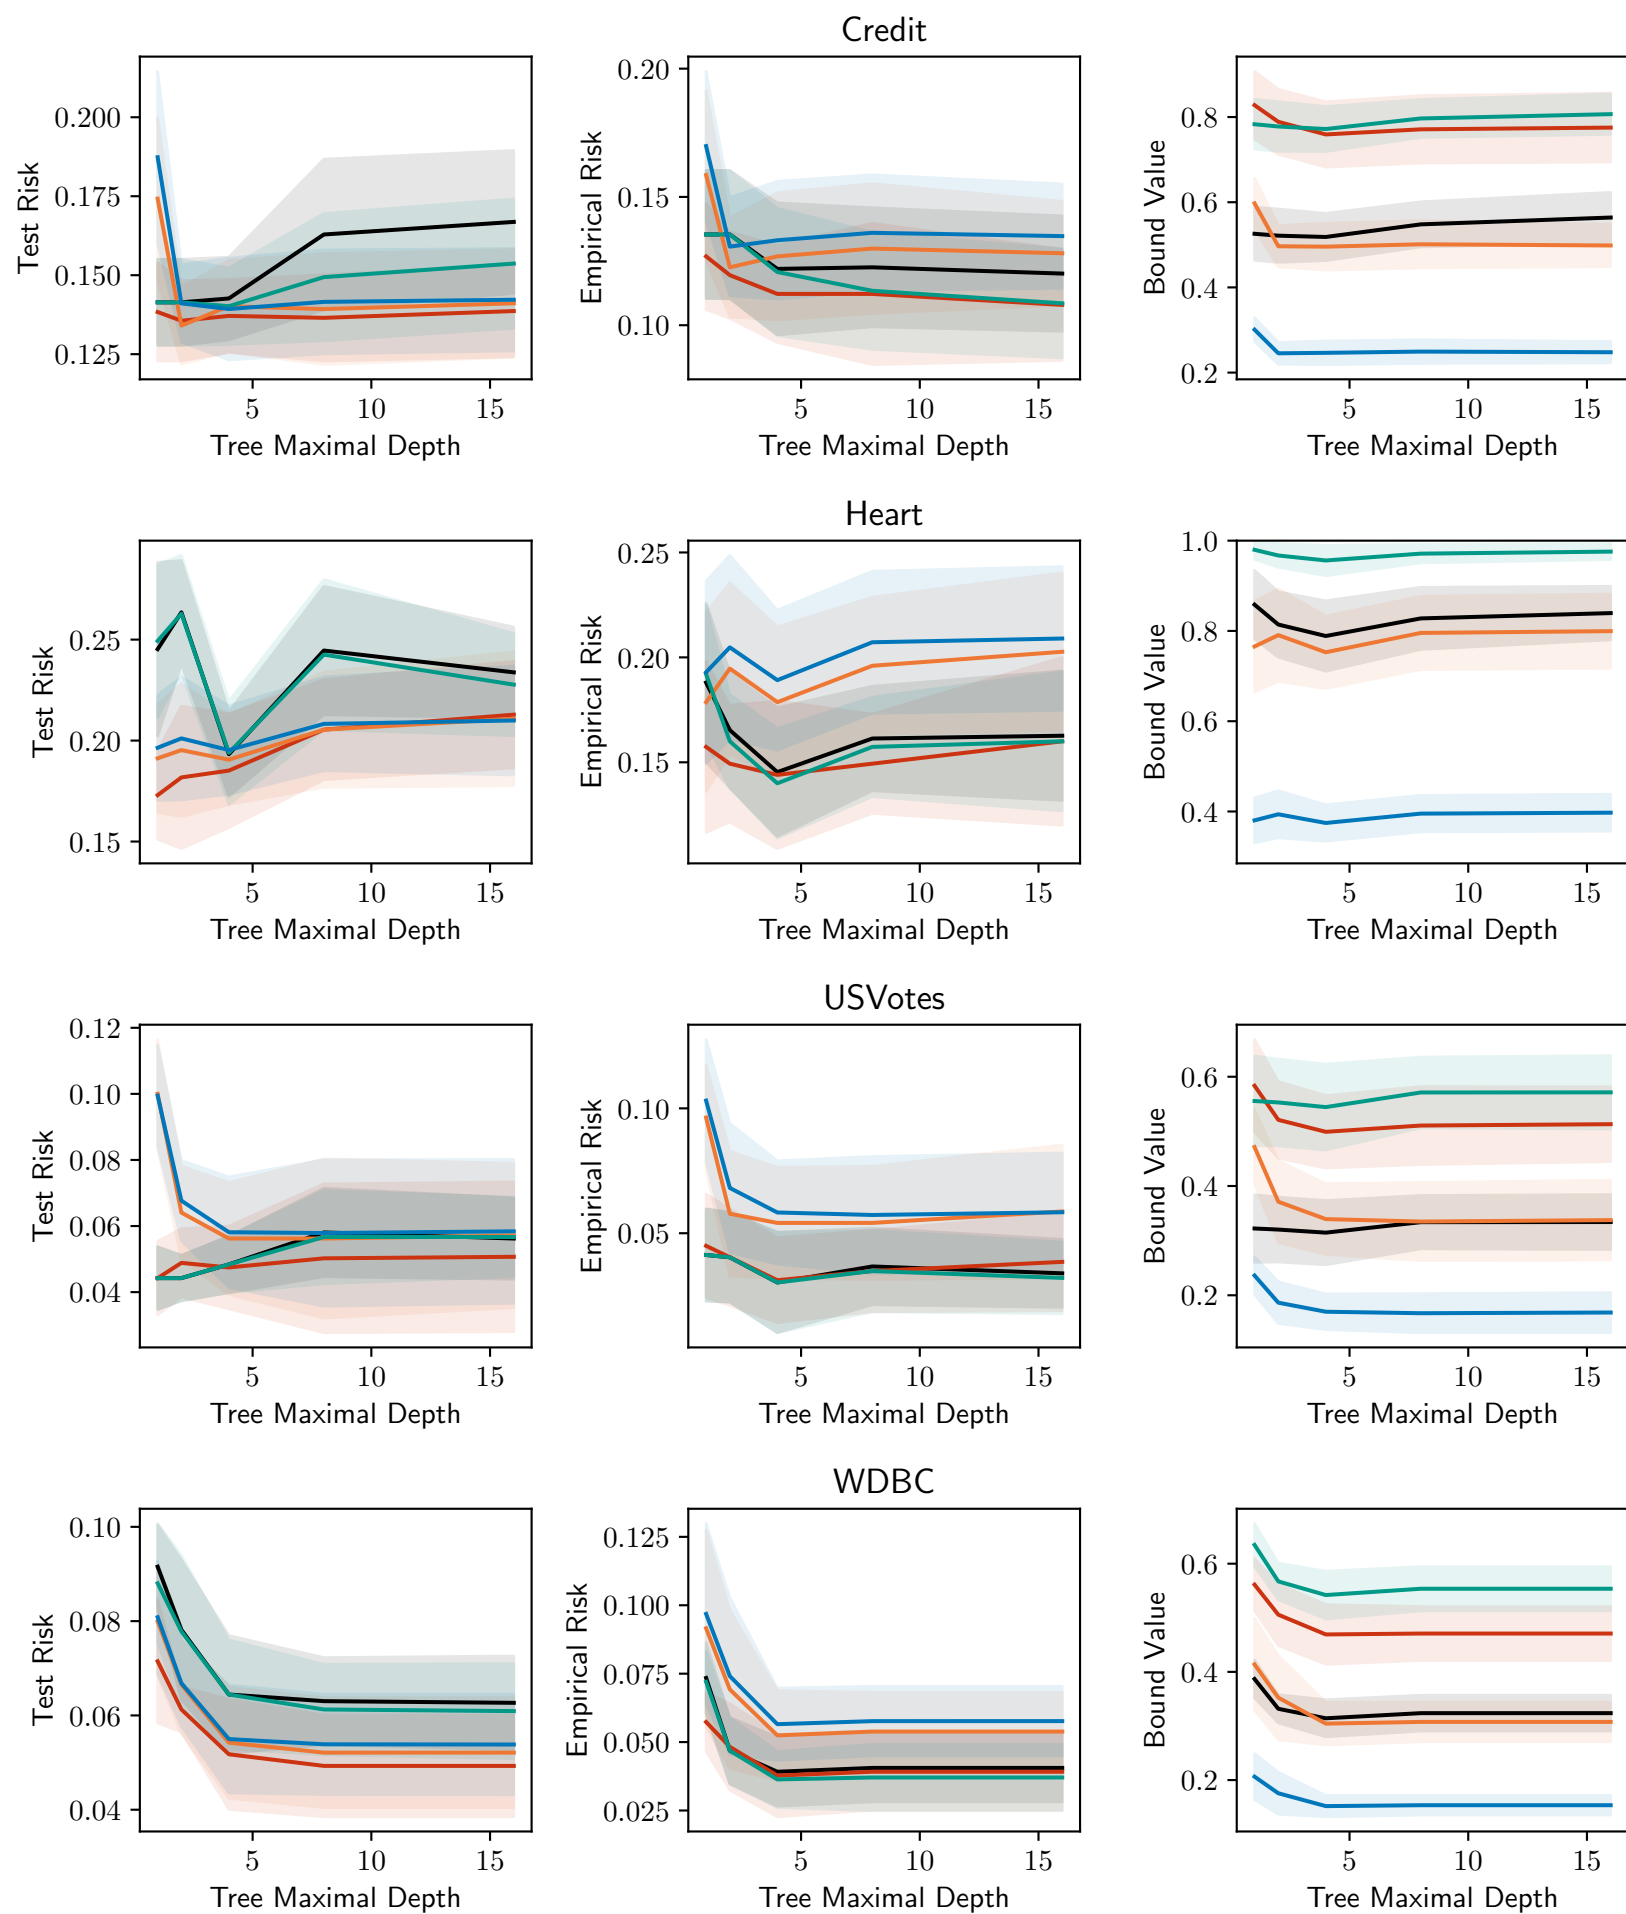 Credit
Test Risk
0.200
0.175
0.150
0.125
5 10 15
Tree Maximal Depth
Empirical Risk
0.20
0.15
0.10
5 10 15
Tree Maximal Depth
Bound Value
0.8
0.6
0.4
0.2
5 10 15
Tree Maximal Depth
Heart
Test Risk
0.25
0.20
0.15
5 10 15
Tree Maximal Depth
Empirical Risk
0.25
0.20
0.15
5 10 15
Tree Maximal Depth
Bound Value
1.0
0.8
0.6
0.4
5 10 15
Tree Maximal Depth
USVotes
Test Risk
0.12
0.10
0.08
0.06
0.04
5 10 15
Tree Maximal Depth
Empirical Risk
0.10
0.05
5 10 15
Tree Maximal Depth
Bound Value
0.6
0.4
0.2
5 10 15
Tree Maximal Depth
WDBC
Test Risk
0.10
0.08
0.06
0.04
5 10 15
Tree Maximal Depth
Empirical Risk
0.125
0.100
0.075
0.050
0.025
5 10 15
Tree Maximal Depth
Bound Value
0.6
0.4
0.2
5 10 15
Tree Maximal Depth